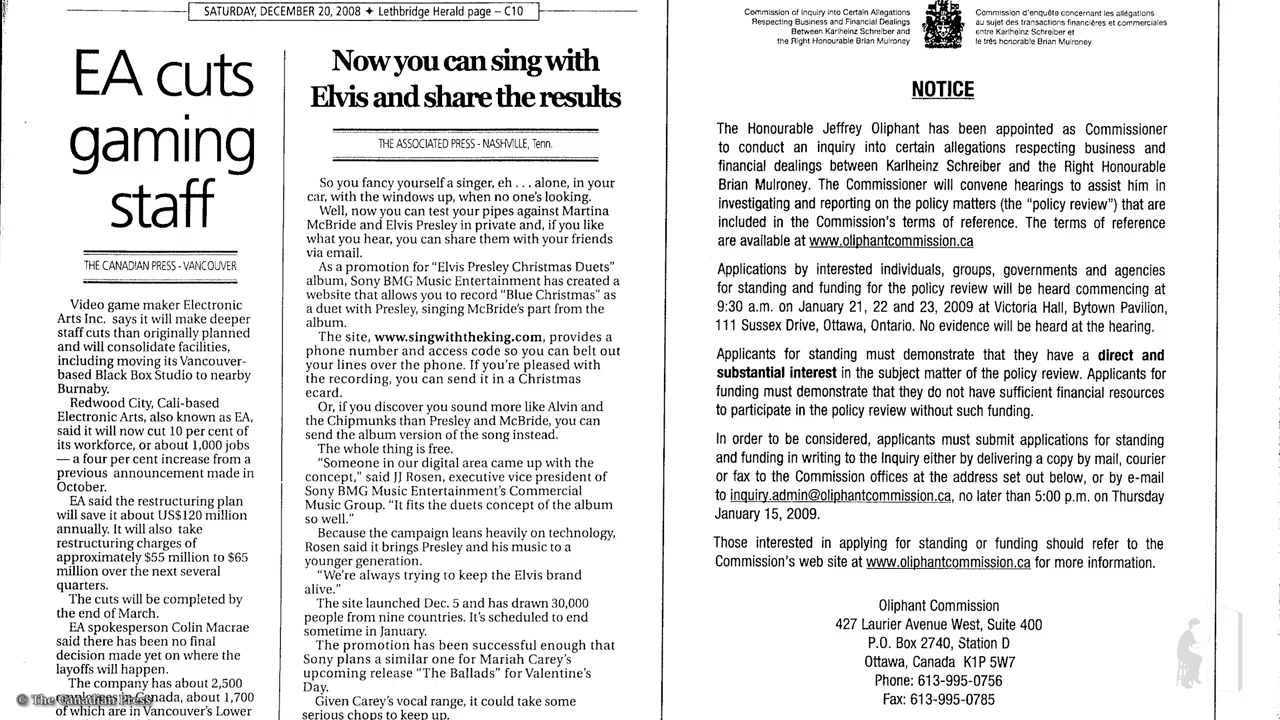 SATURDAY, DECEMBER 20, 2008 ✦ Lethbridge Herald page – C10
EA cuts
gaming
staff
THE CANADIAN PRESS - VANCOUVER
Video game maker Electronic
Arts Inc. says it will make deeper
staff cuts than originally planned
and will consolidate facilities,
including moving its Vancouver-
based Black Box Studio to nearby
Burnaby.
Redwood City, Cali-based
Electronic Arts, also known as EA,
said it will now cut 10 per cent of
its workforce, or about 1,000 jobs
— a four per cent increase from a
previous announcement made in
October.
EA said the restructuring plan
will save it about US$120 million
annually. It will also take
restructuring charges of
approximately $55 million to $65
million over the next several
quarters.
The cuts will be completed by
the end of March.
EA spokesperson Colin Macrae
said there has been no final
decision made yet on where the
layoffs will happen.
The company has about 2,500
in Canada, about 1,700
of which are in Vancouver's Lower
© The Canadian Press
Now you can sing with
Elvis and share the results
THE ASSOCIATED PRESS - NASHVILLE, Tenn.
So you fancy yourself a singer, eh . . . alone, in your
car, with the windows up, when no one's looking.
Well, now you can test your pipes against Martina
McBride and Elvis Presley in private and, if you like
what you hear, you can share them with your friends
via email.
As a promotion for "Elvis Presley Christmas Duets"
album, Sony BMG Music Entertainment has created a
website that allows you to record "Blue Christmas" as
a duet with Presley, singing McBride's part from the
album.
The site, www.singwiththeking.com, provides a
phone number and access code so you can belt out
your lines over the phone. If you're pleased with
the recording, you can send it in a Christmas
ecard.
Or, if you discover you sound more like Alvin and
the Chipmunks than Presley and McBride, you can
send the album version of the song instead.
The whole thing is free.
"Someone in our digital area came up with the
concept," said JJ Rosen, executive vice president of
Sony BMG Music Entertainment's Commercial
Music Group. "It fits the duets concept of the album
so well."
Because the campaign leans heavily on technology,
Rosen said it brings Presley and his music to a
younger generation.
"We're always trying to keep the Elvis brand
alive."
The site launched Dec. 5 and has drawn 30,000
people from nine countries. It's scheduled to end
sometime in January.
The promotion has been successful enough that
Sony plans a similar one for Mariah Carey's
upcoming release "The Ballads" for Valentine's
Day.
Given Carey's vocal range, it could take some
serious chops to keep up.
Commission of Inquiry into Certain Allegations
Respecting Business and Financial Dealings
Between Karlheinz Schreiber and
the Right Honourable Brian Mulroney
Commission d'enquête concernant les allégations
au sujet des transactions financières et commerciales
entre Karlheinz Schreiber et
le très honorable Brian Mulroney
NOTICE
The Honourable Jeffrey Oliphant has been appointed as Commissioner
to conduct an inquiry into certain allegations respecting business and
financial dealings between Karlheinz Schreiber and the Right Honourable
Brian Mulroney. The Commissioner will convene hearings to assist him in
investigating and reporting on the policy matters (the "policy review") that are
included in the Commission's terms of reference. The terms of reference
are available at www.oliphantcommission.ca
Applications by interested individuals, groups, governments and agencies
for standing and funding for the policy review will be heard commencing at
9:30 a.m. on January 21, 22 and 23, 2009 at Victoria Hall, Bytown Pavilion,
111 Sussex Drive, Ottawa, Ontario. No evidence will be heard at the hearing.
Applicants for standing must demonstrate that they have a direct and
substantial interest in the subject matter of the policy review. Applicants for
funding must demonstrate that they do not have sufficient financial resources
to participate in the policy review without such funding.
In order to be considered, applicants must submit applications for standing
and funding in writing to the Inquiry either by delivering a copy by mail, courier
or fax to the Commission offices at the address set out below, or by e-mail
to inquiry.admin@oliphantcommission.ca, no later than 5:00 p.m. on Thursday
January 15, 2009.
Those interested in applying for standing or funding should refer to the
Commission's web site at www.oliphantcommission.ca for more information.
Oliphant Commission
427 Laurier Avenue West, Suite 400
P.O. Box 2740, Station D
Ottawa, Canada K1P 5W7
Phone: 613-995-0756
Fax: 613-995-0785